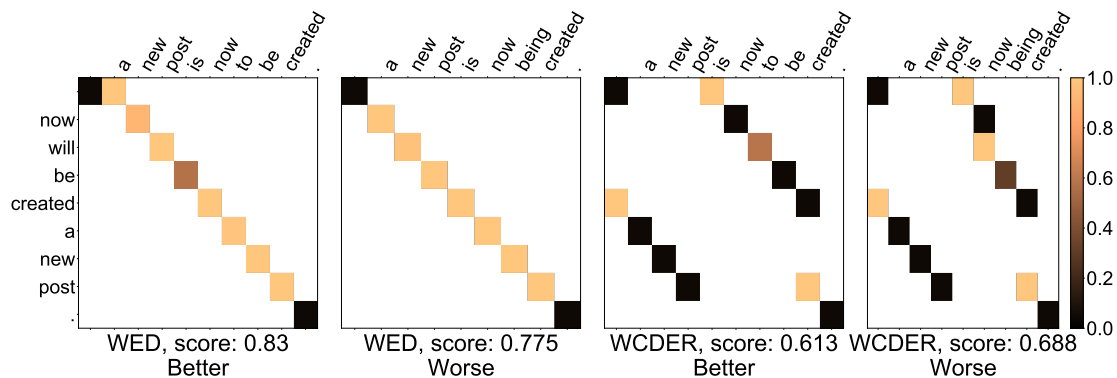 a new post is now to be created .
a new post is now being created .
a new post is now to be created .
a new post is now being created .
now
will
be
created
a
new
post
.
1.0
0.8
0.6
0.4
0.2
0.0
WED, score: 0.83
Better
WED, score: 0.775
Worse
WCDER, score: 0.613
Better
WCDER, score: 0.688
Worse